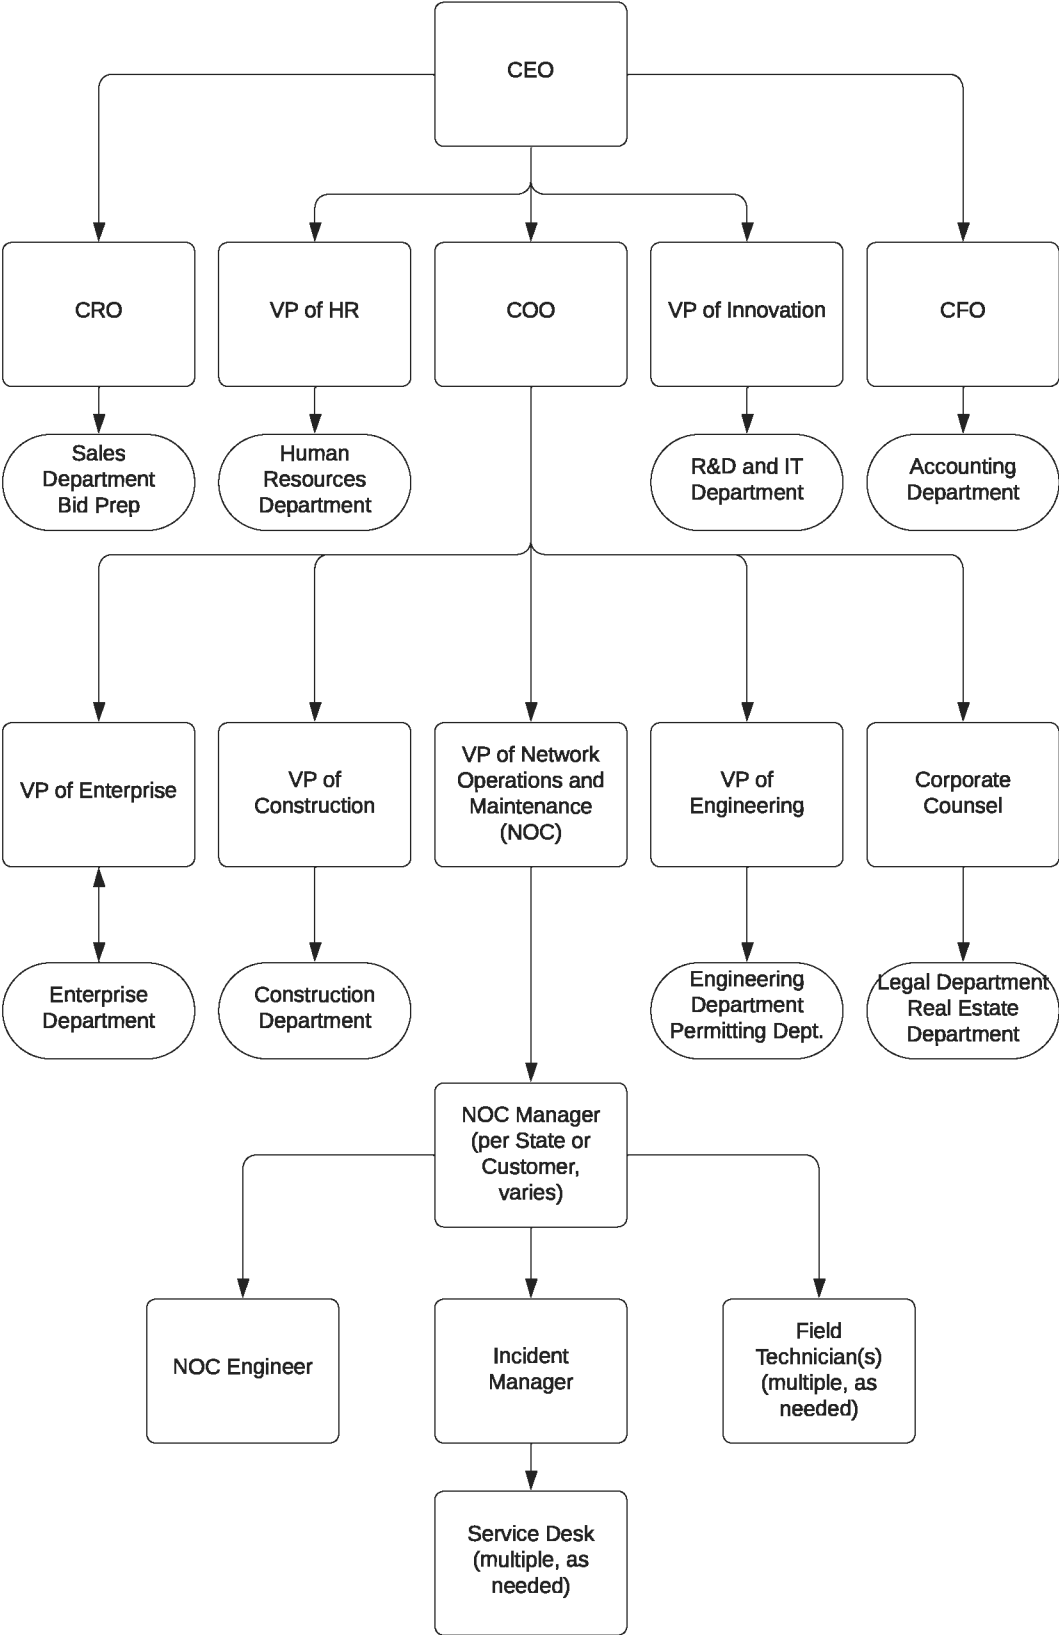 CEO
CRO
VP of HR
COO
VP of Innovation
CFO
Sales
Department
Bid Prep
Human
Resources
Department
R&D and IT
Department
Accounting
Department
VP of Enterprise
VP of
Construction
VP of Network
Operations and
Maintenance
(NOC)
VP of
Engineering
Corporate
Counsel
Enterprise
Department
Construction
Department
Engineering
Department
Permitting Dept.
Legal Department
Real Estate
Department
NOC Manager
(per State or
Customer,
varies)
NOC Engineer
Incident
Manager
Field
Technician(s)
(multiple, as
needed)
Service Desk
(multiple, as
needed)